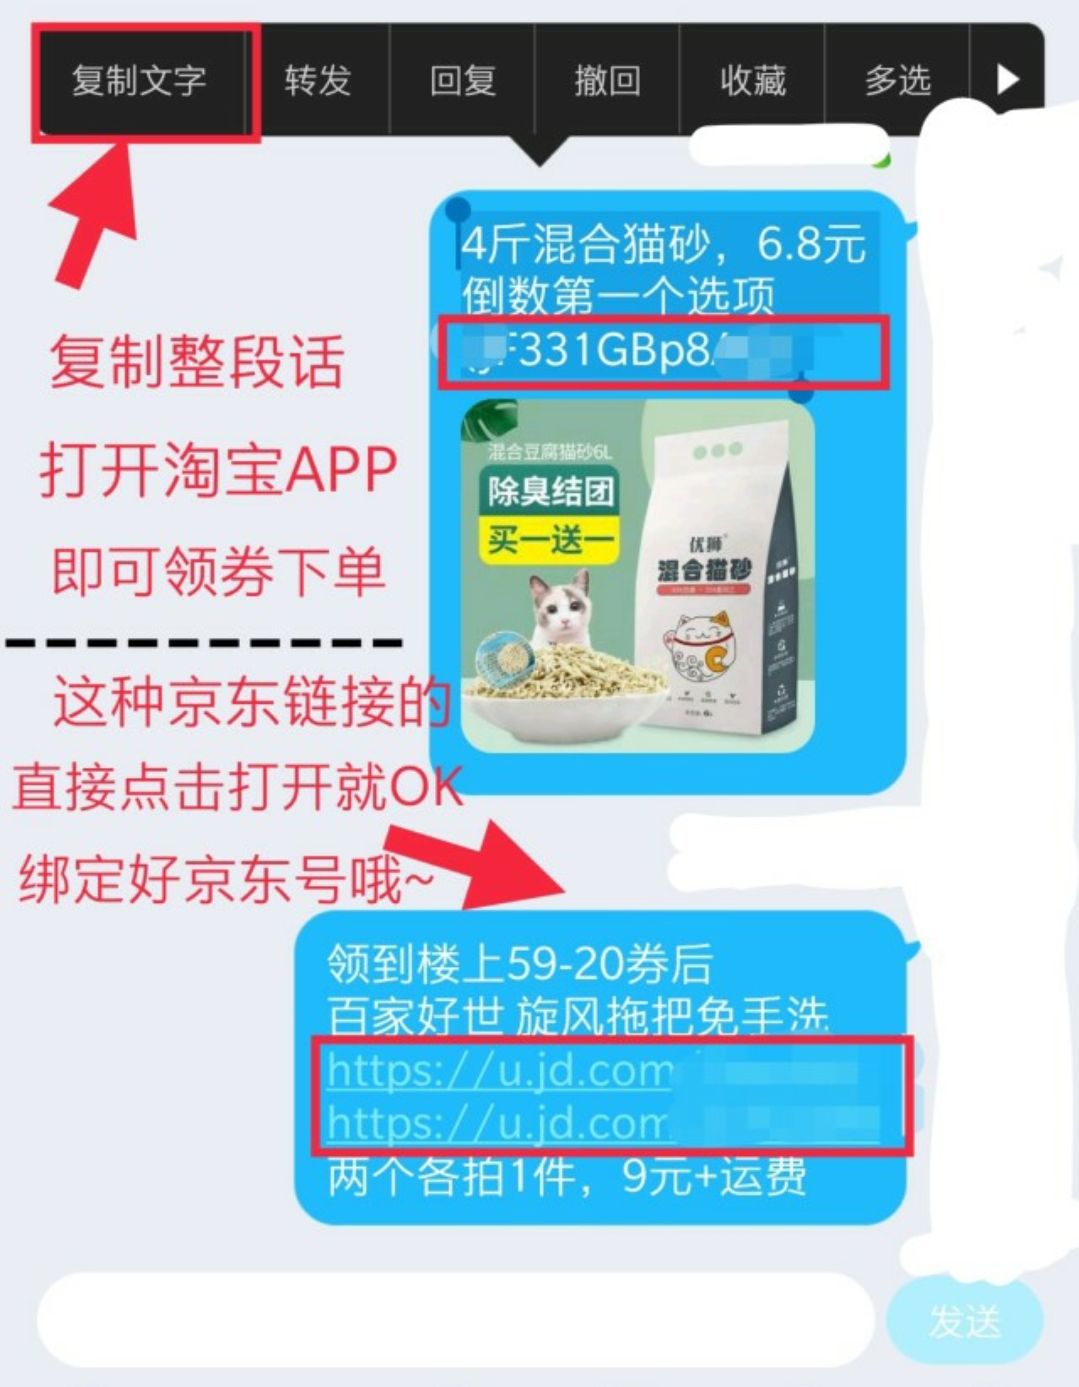 复制文字
转发
回复
撤回
收藏
多选
4斤混合猫砂，6.8元
倒数第一个选项
F331GBp8
复制整段话
打开淘宝APP
即可领券下单
混合豆腐猫砂6L
除臭结团
买一送一
优狮
混合猫砂
这种京东链接的
直接点击打开就OK
绑定好京东号哦~
领到楼上59-20券后
百家好世 旋风拖把免手洗
https://u.jd.com
https://u.jd.com
两个各拍1件，9元+运费
发送